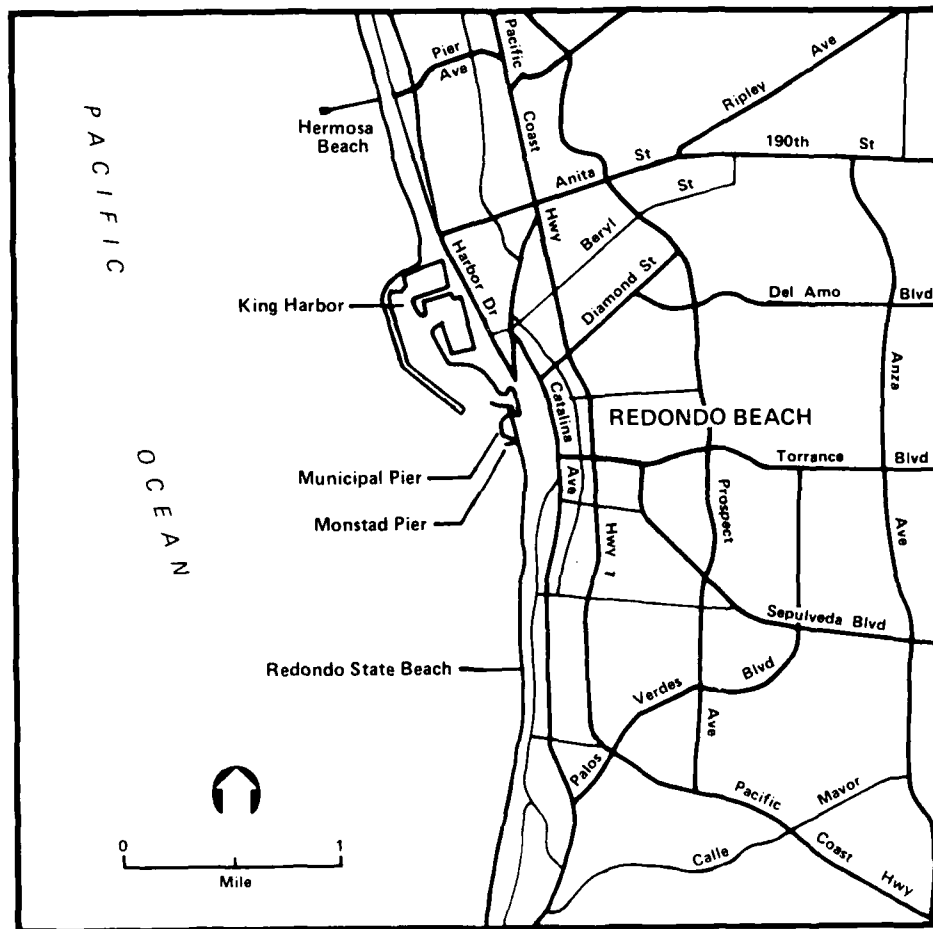 Pier
Ave
Pacific
Coast
Hwy
Ripley Ave
190th St
Hermosa
Beach
Anita St
Beryl St
PACIFIC
OCEAN
Harbor Dr
King Harbor
Diamond St
Del Amo Blvd
Anza
Ave
Catalina
Ave
REDONDO BEACH
Torrance Blvd
Municipal Pier
Monstad Pier
Prospect
Ave
Hwy 1
Sepulveda Blvd
Redondo State Beach
Palos Verdes Blvd
Pacific Coast Hwy
Calle Mayor
0 1
Mile